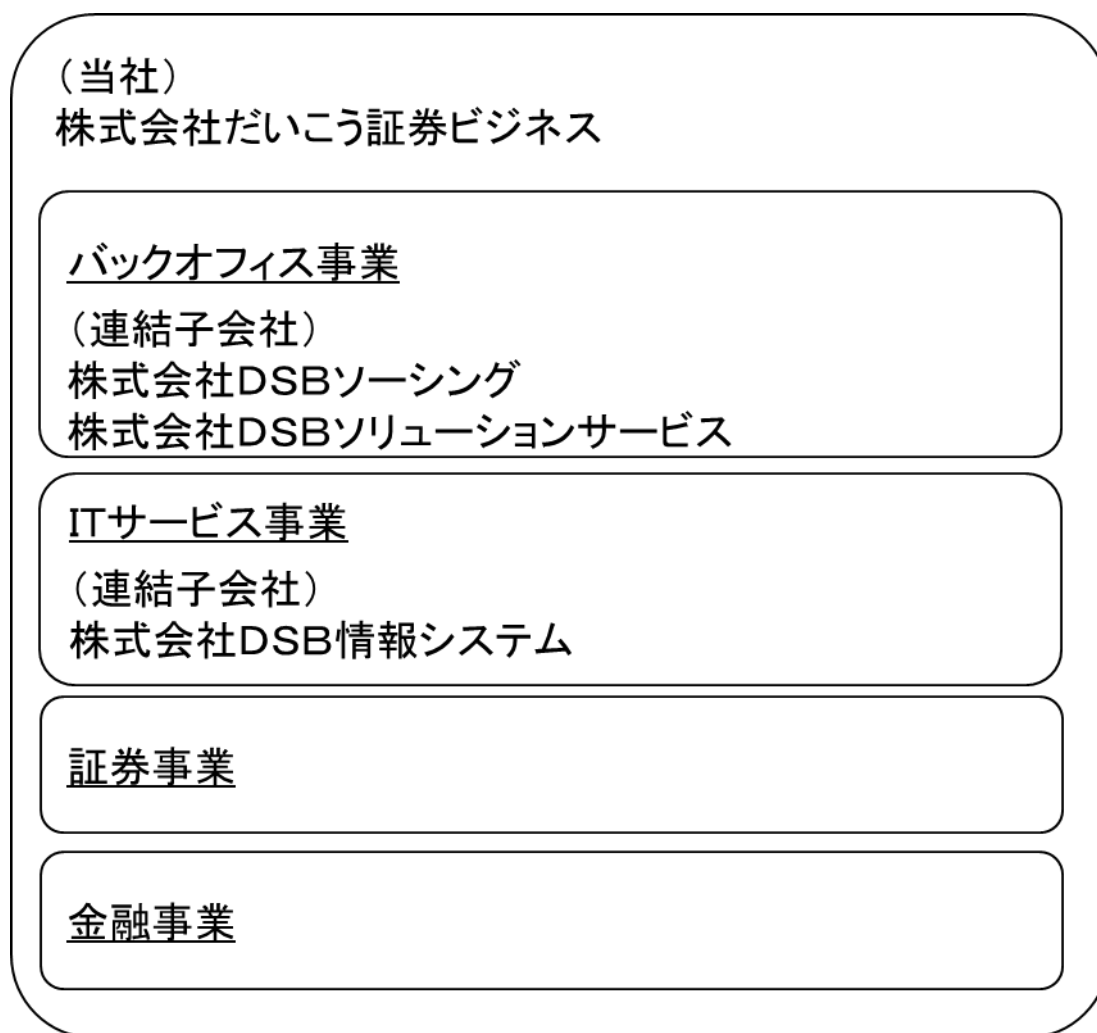 （当社）
株式会社だいこう証券ビジネス
バックオフィス事業
（連結子会社）
株式会社ＤＳＢソーシング
株式会社ＤＳＢソリューションサービス
ITサービス事業
（連結子会社）
株式会社ＤＳＢ情報システム
証券事業
金融事業